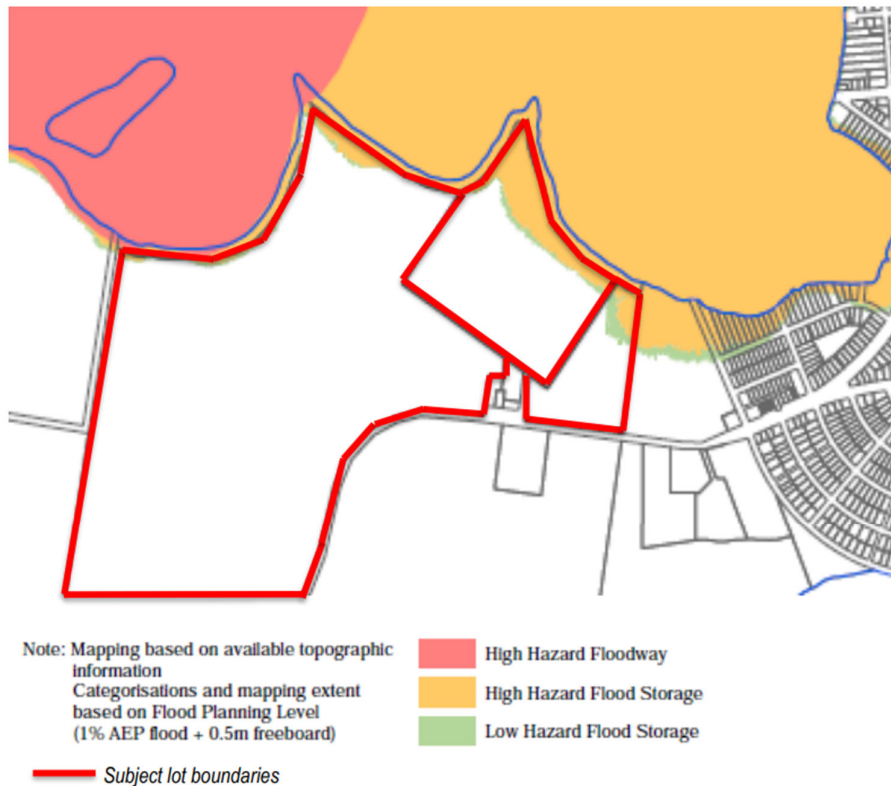 Note: Mapping based on available topographic
information
Categorisations and mapping extent
based on Flood Planning Level
(1% AEP flood + 0.5m freeboard)
Subject lot boundaries
High Hazard Floodway
High Hazard Flood Storage
Low Hazard Flood Storage